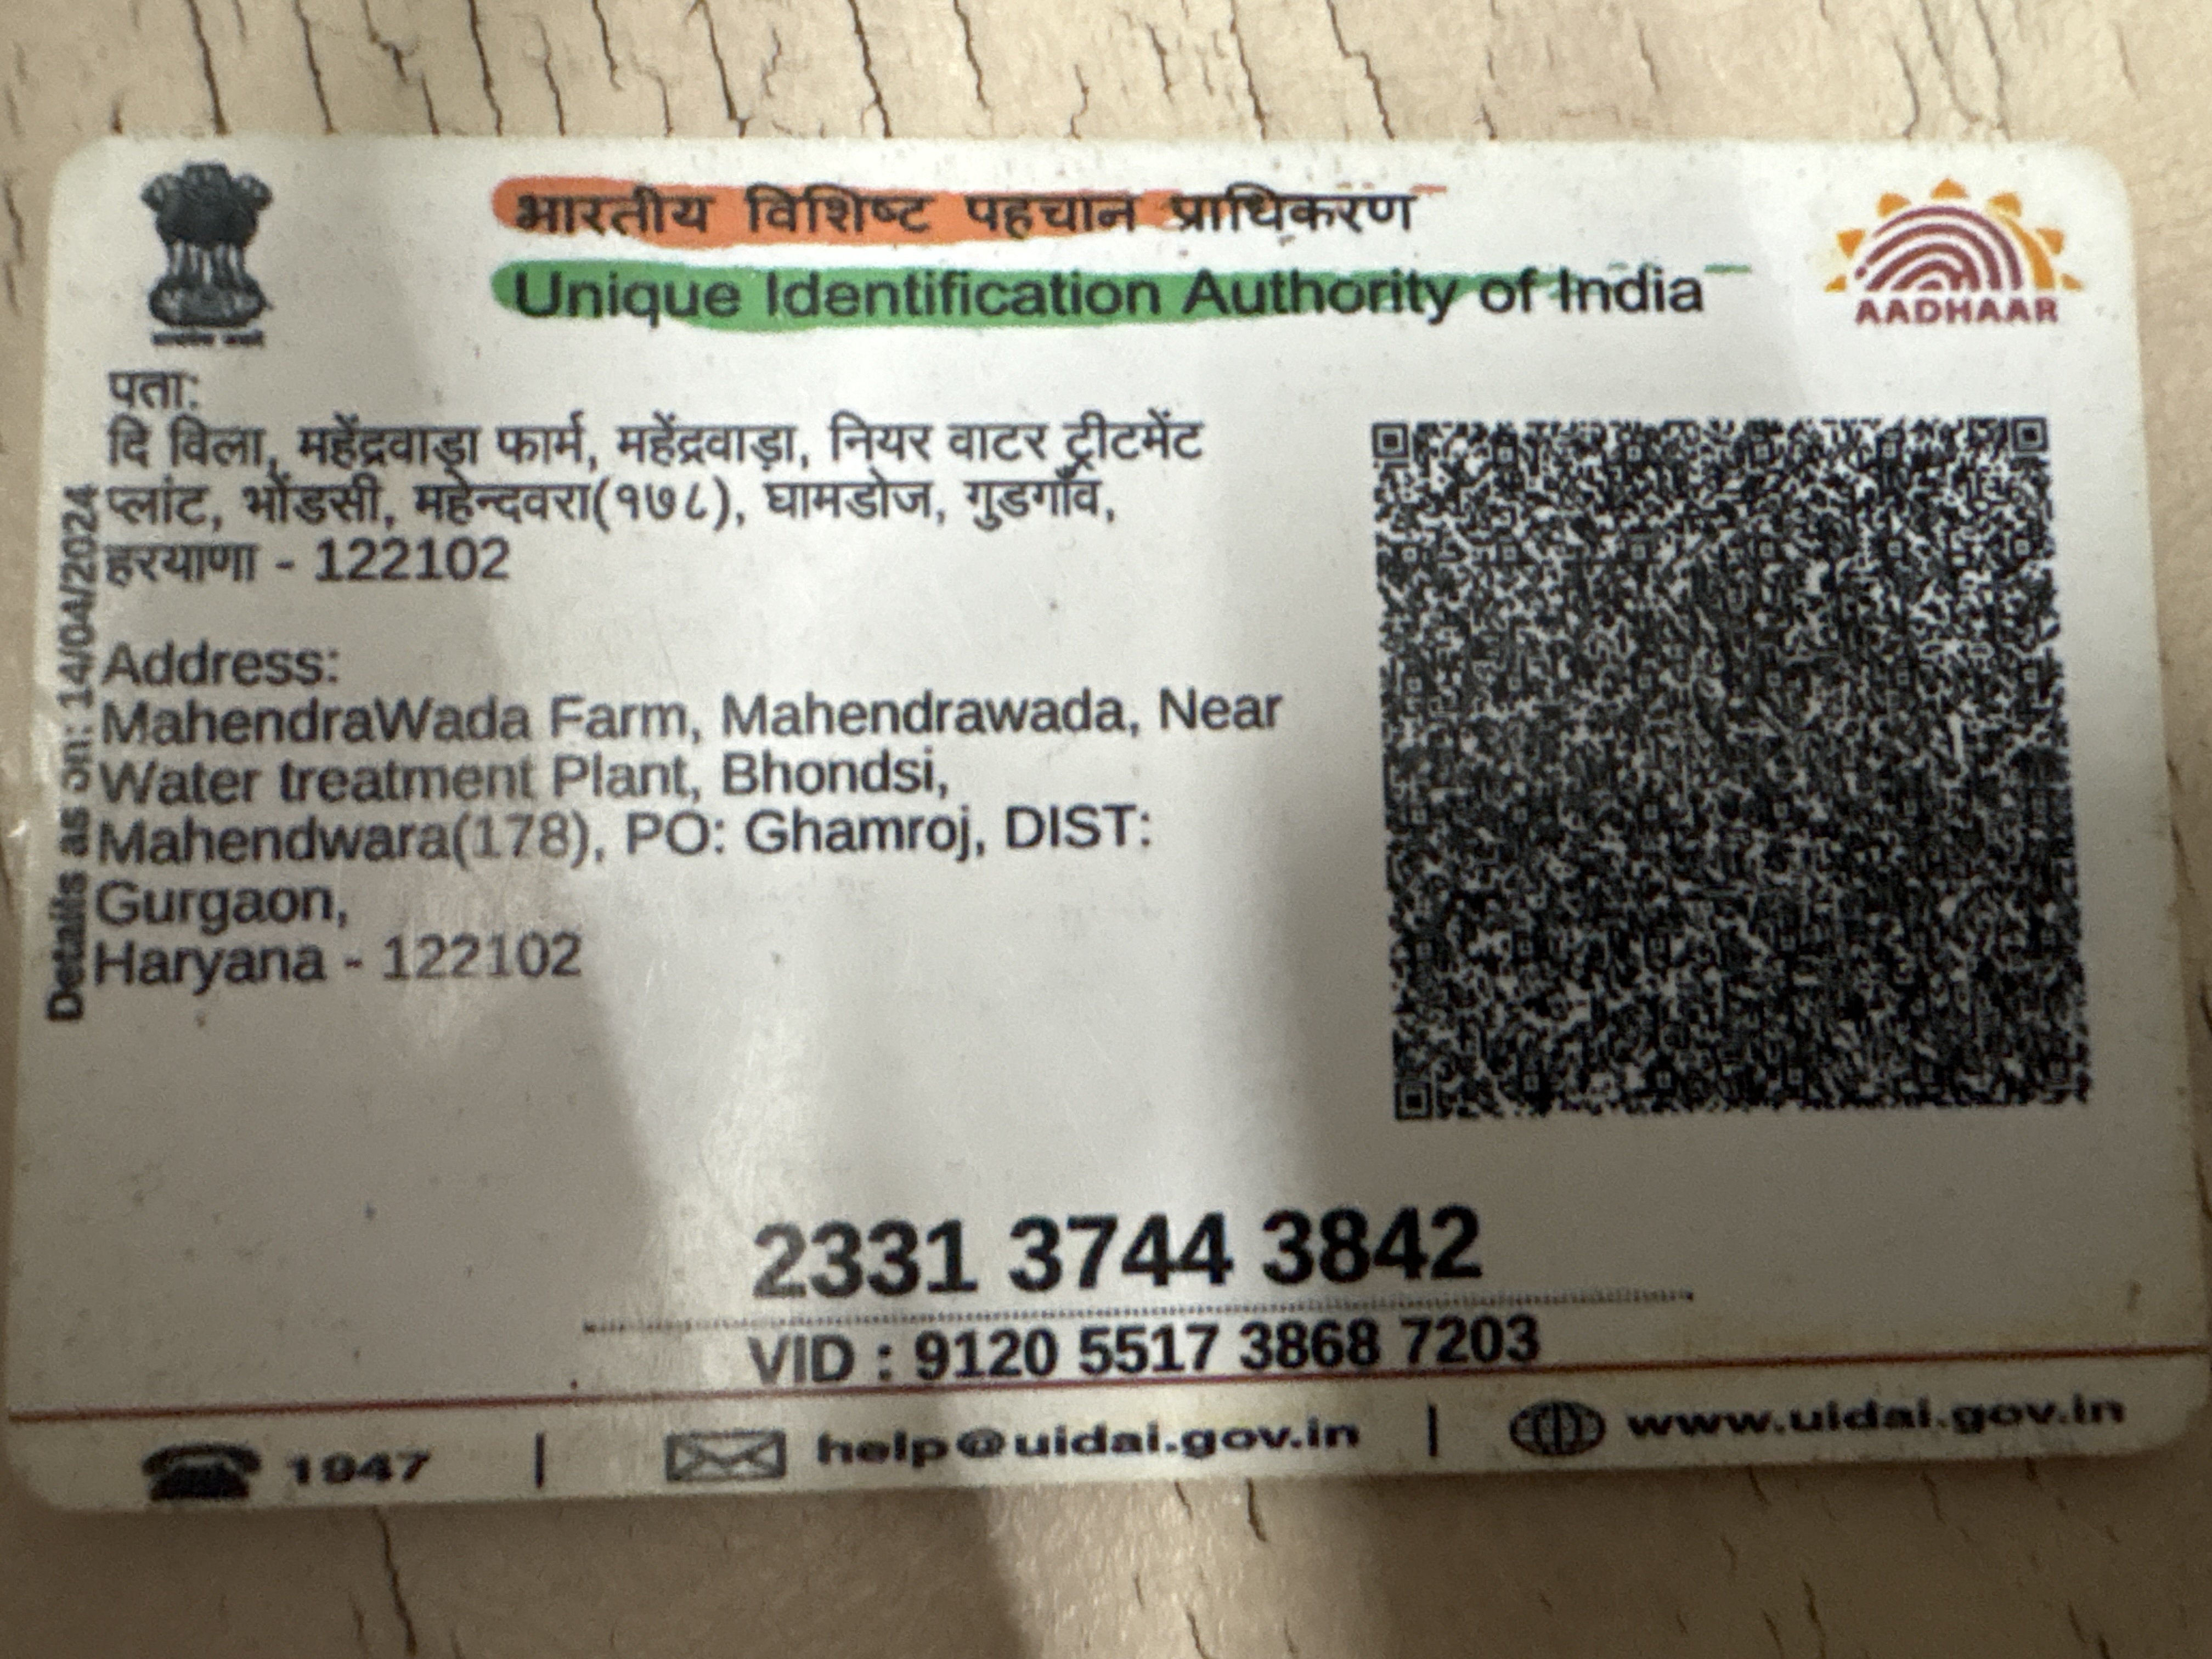 भारतीय विशिष्ट पहचान प्राधिकरण
Unique Identification Authority of India
AADHAAR
पता:
दि विला, महेंद्रवाड़ा फार्म, महेंद्रवाड़ा, नियर वाटर ट्रीटमेंट
प्लांट, भोंडसी, महेन्दवरा(१७८), घामडोज, गुडगाँव,
हरयाणा - 122102
Address:
MahendraWada Farm, Mahendrawada, Near
Water treatment Plant, Bhondsi,
Mahendwara(178), PO: Ghamroj, DIST:
Gurgaon,
Haryana - 122102
Details as on: 14/04/2024
2331 3744 3842
VID : 9120 5517 3868 7203
1947 | help@uidai.gov.in | www.uidai.gov.in